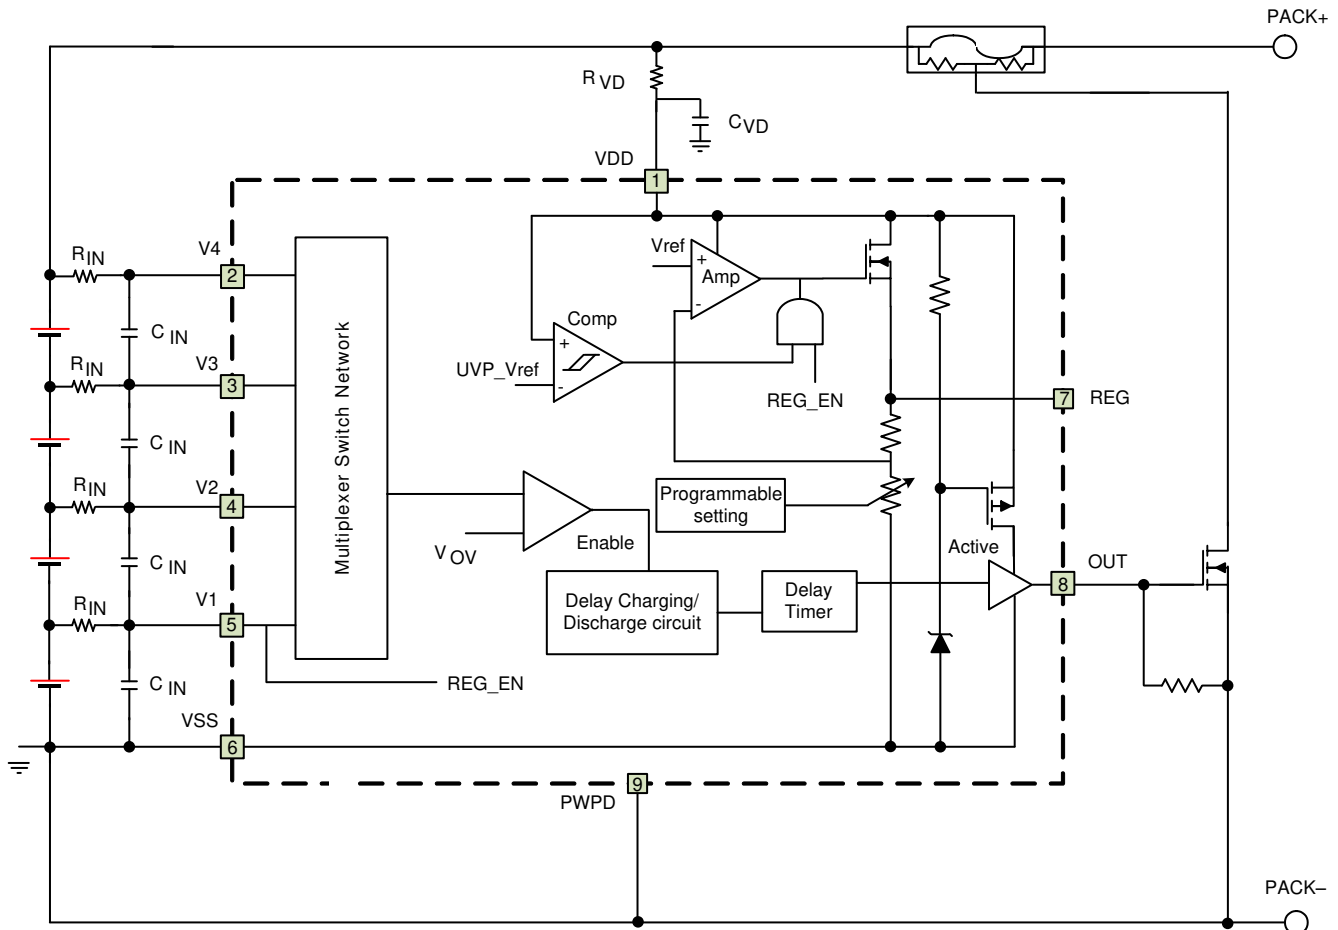 PACK+
R VD
C VD
VDD
1
V4
R IN
2
Vref
+
Amp
-
C IN
Comp
+
UVP_Vref
-
V3
R IN
3
REG_EN
7
REG
Multiplexer Switch Network
C IN
V2
R IN
4
Programmable
setting
V OV
Enable
Active
OUT
8
C IN
V1
R IN
5
Delay Charging/
Discharge circuit
Delay
Timer
C IN
REG_EN
VSS
6
9
PWPD
PACK–